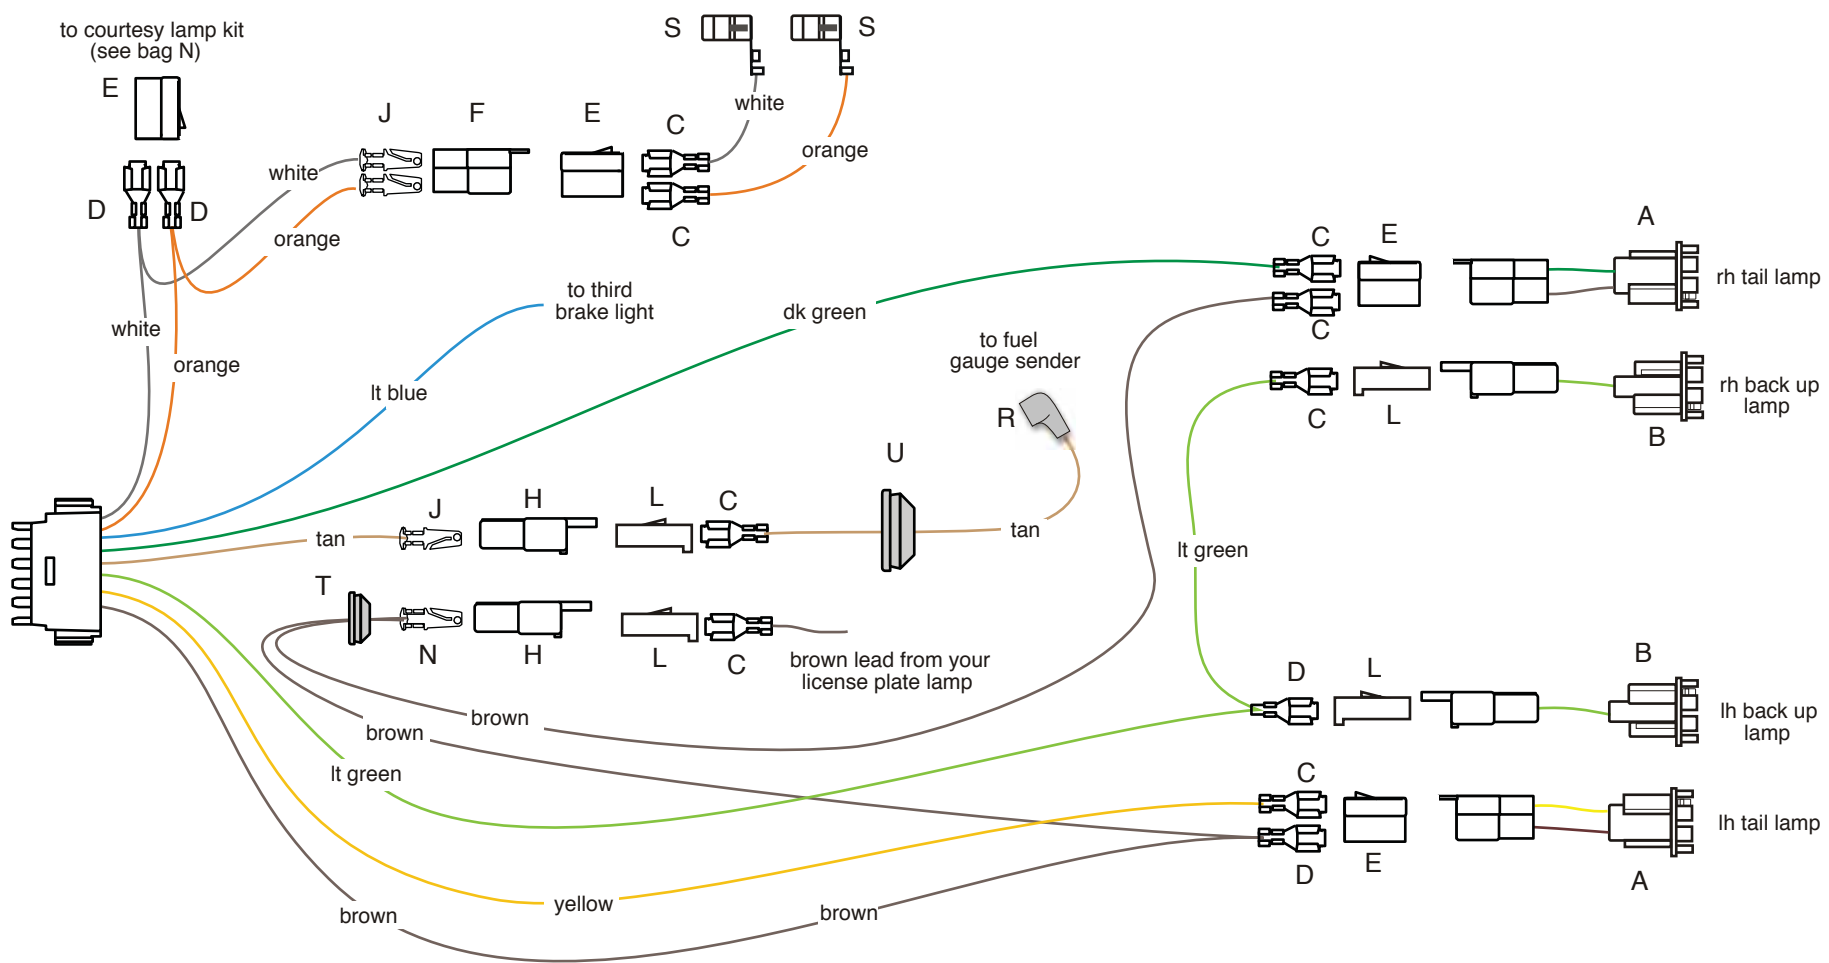 to courtesy lamp kit
(see bag N)
E
D
D
J
F
E
C
C
S
S
white
orange
white
orange
white
orange
to third
brake light
lt blue
dk green
to fuel
gauge sender
R
U
tan
J
H
L
C
tan
T
N
H
L
C
brown lead from your
license plate lamp
brown
brown
lt green
yellow
brown
brown
lt green
C
E
A
C
rh tail lamp
C
L
B
rh back up
lamp
D
L
B
lh back up
lamp
C
D
E
A
lh tail lamp